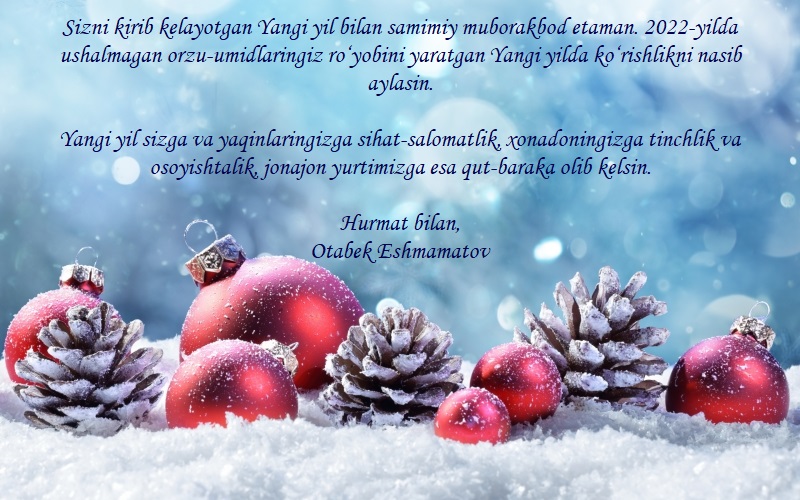 Sizni kirib kelayotgan Yangi yil bilan samimiy muborakbod etaman. 2022-yilda
ushalmagan orzu-umidlaringiz ro‘yobini yaratgan Yangi yilda ko‘rishlikni nasib
aylasin.
Yangi yil sizga va yaqinlaringizga sihat-salomatlik, xonadoningizga tinchlik va
osoyishtalik, jonajon yurtimizga esa qut-baraka olib kelsin.
Hurmat bilan,
Otabek Eshmamatov